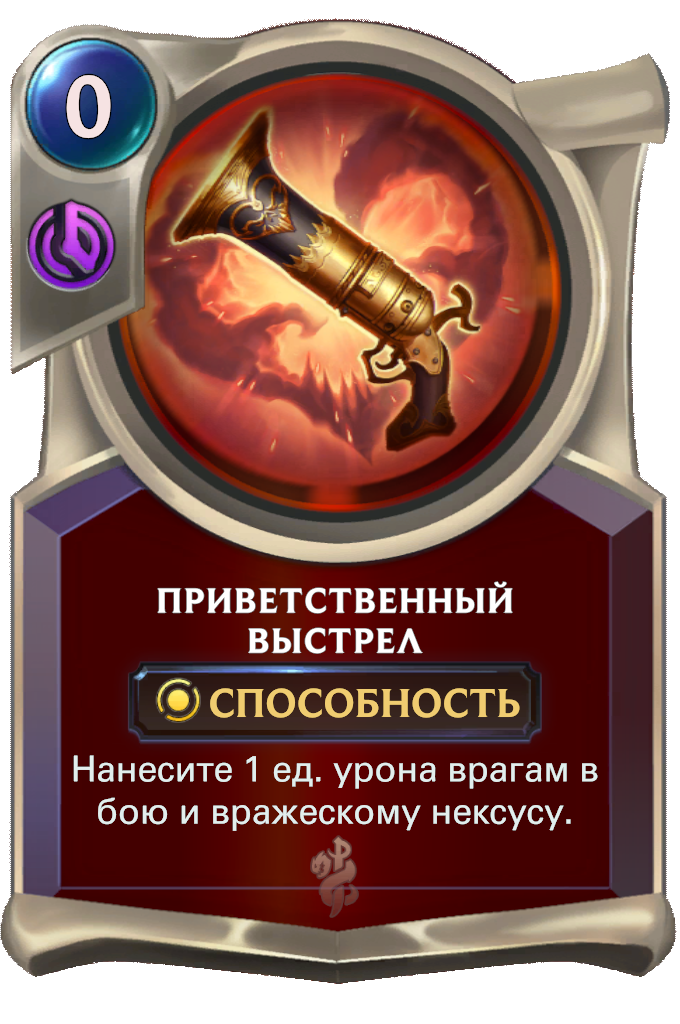 0
ПРИВЕТСТВЕННЫЙ
ВЫСТРЕЛ
СПОСОБНОСТЬ
Нанесите 1 ед. урона врагам в
бою и вражескому нексусу.